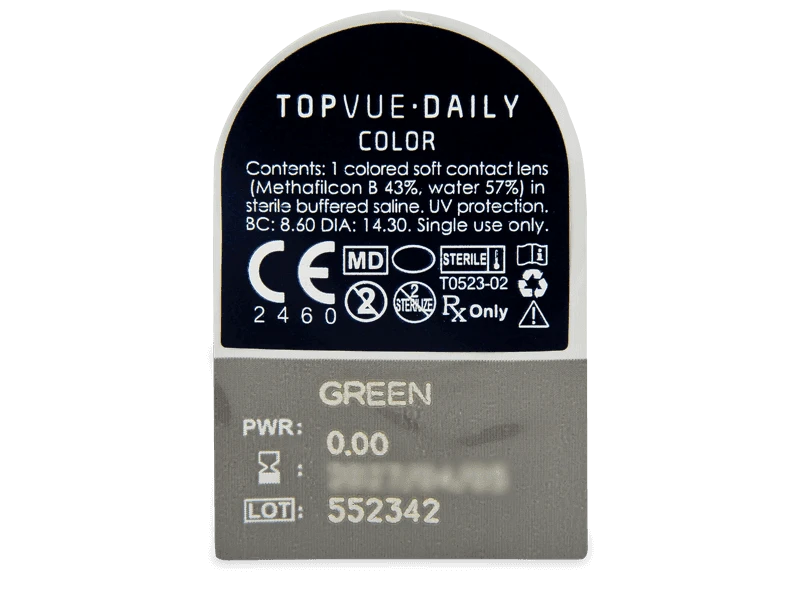 TOPVUE·DAILY
COLOR
Contents: 1 colored soft contact lens
(Methafilcon B 43%, water 57%) in
sterile buffered saline. UV protection.
BC: 8.60 DIA: 14.30. Single use only.
CE MD STERILE i
T0523-02
2460 2 2 STERILIZE Rx Only
GREEN
PWR: 0.00
:
LOT: 552342